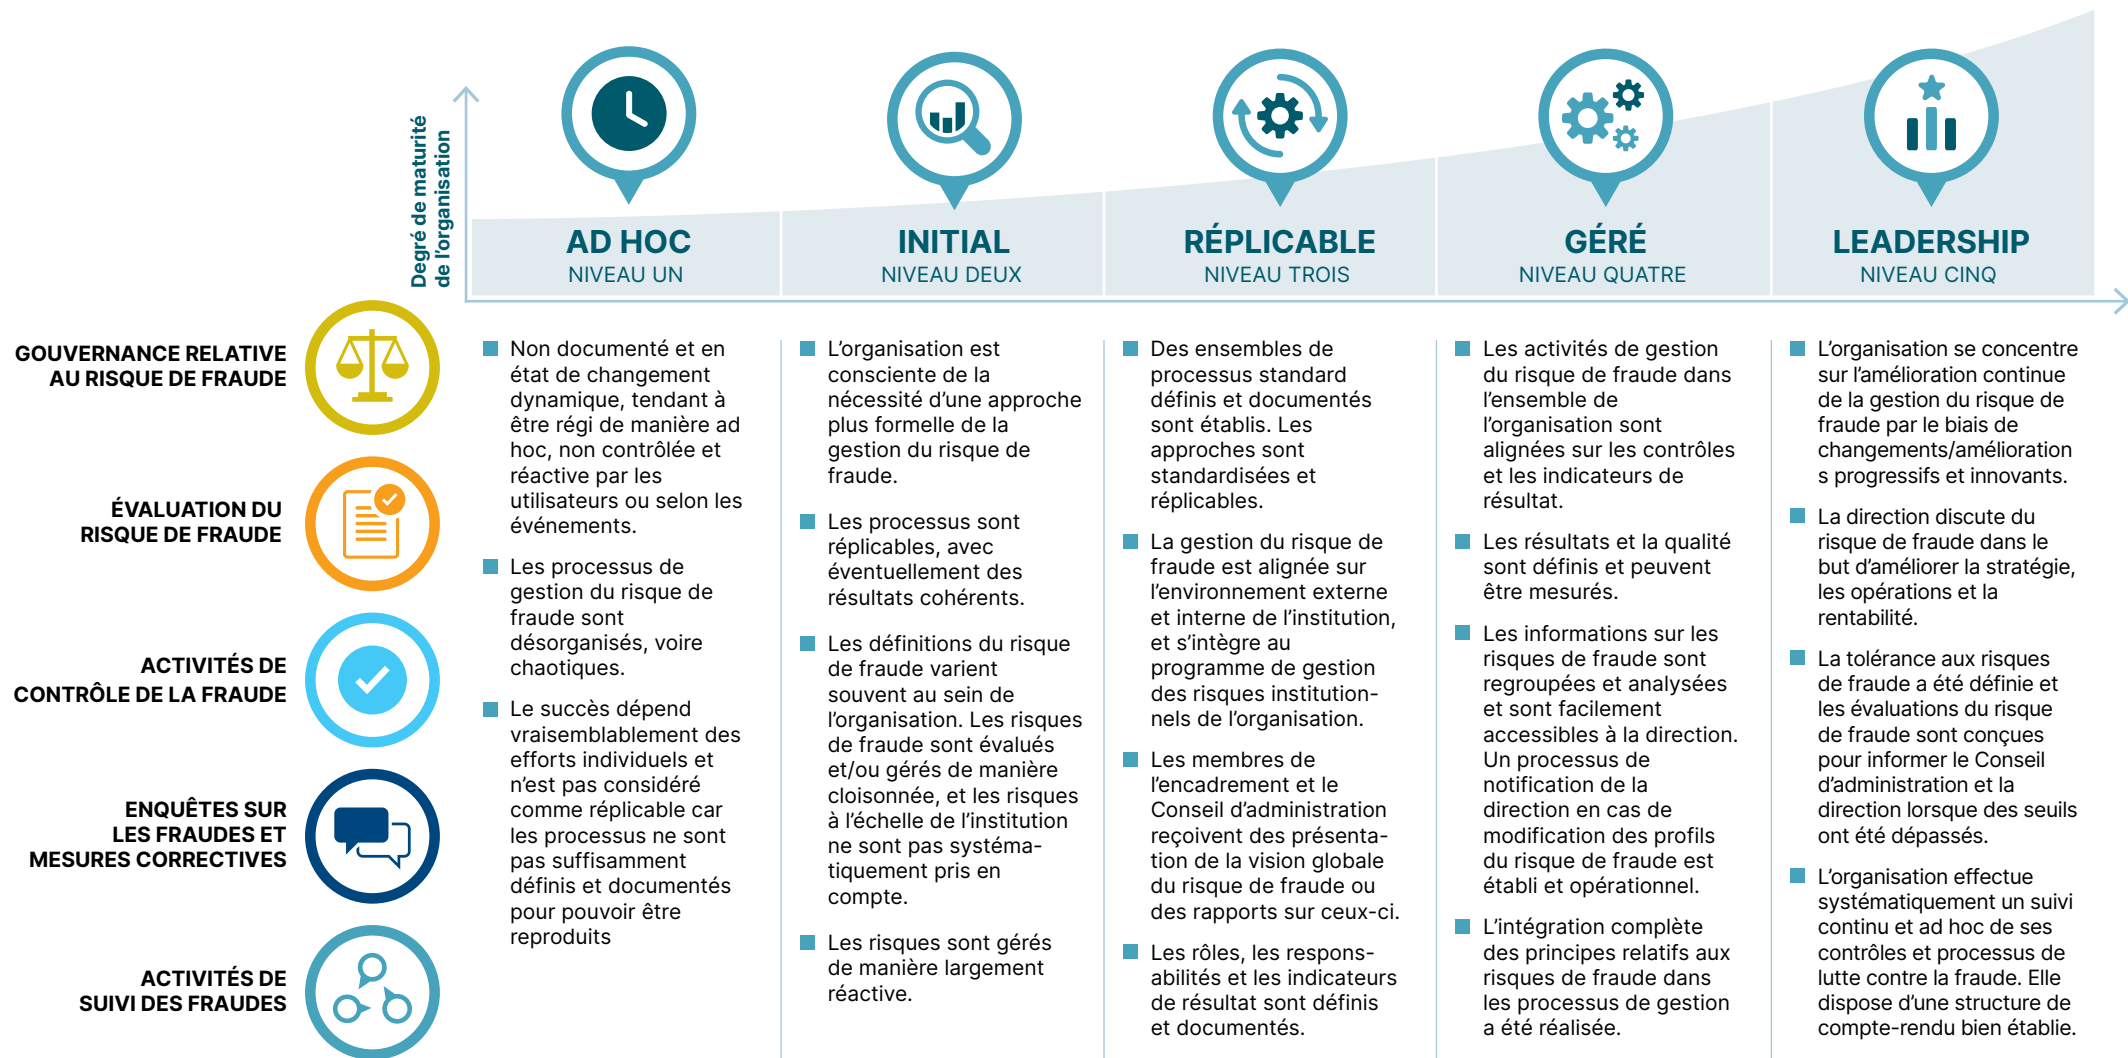 Degré de maturité
de l'organisation
AD HOC
NIVEAU UN
INITIAL
NIVEAU DEUX
RÉPLICABLE
NIVEAU TROIS
GÉRÉ
NIVEAU QUATRE
LEADERSHIP
NIVEAU CINQ
GOUVERNANCE RELATIVE
AU RISQUE DE FRAUDE
ÉVALUATION DU
RISQUE DE FRAUDE
ACTIVITÉS DE
CONTRÔLE DE LA FRAUDE
ENQUÊTES SUR
LES FRAUDES ET
MESURES CORRECTIVES
ACTIVITÉS DE
SUIVI DES FRAUDES
Non documenté et en
état de changement
dynamique, tendant à
être régi de manière ad
hoc, non contrôlée et
réactive par les
utilisateurs ou selon les
événements.
Les processus de
gestion du risque de
fraude sont
désorganisés, voire
chaotiques.
Le succès dépend
vraisemblablement des
efforts individuels et
n'est pas considéré
comme réplicable car
les processus ne sont
pas suffisamment
définis et documentés
pour pouvoir être
reproduits
L'organisation est
consciente de la
nécessité d'une approche
plus formelle de la
gestion du risque de
fraude.
Les processus sont
réplicables, avec
éventuellement des
résultats cohérents.
Les définitions du risque
de fraude varient
souvent au sein de
l'organisation. Les risques
de fraude sont évalués
et/ou gérés de manière
cloisonnée, et les risques
à l'échelle de l'institution
ne sont pas systéma-
tiquement pris en
compte.
Les risques sont gérés
de manière largement
réactive.
Des ensembles de
processus standard
définis et documentés
sont établis. Les
approches sont
standardisées et
réplicables.
La gestion du risque de
fraude est alignée sur
l'environnement externe
et interne de l'institution,
et s'intègre au
programme de gestion
des risques institution-
nels de l'organisation.
Les membres de
l'encadrement et le
Conseil d'administration
reçoivent des présenta-
tion de la vision globale
du risque de fraude ou
des rapports sur ceux-ci.
Les rôles, les respons-
abilités et les indicateurs
de résultat sont définis
et documentés.
Les activités de gestion
du risque de fraude dans
l'ensemble de
l'organisation sont
alignées sur les contrôles
et les indicateurs de
résultat.
Les résultats et la qualité
sont définis et peuvent
être mesurés.
Les informations sur les
risques de fraude sont
regroupées et analysées
et sont facilement
accessibles à la direction.
Un processus de
notification de la
direction en cas de
modification des profils
du risque de fraude est
établi et opérationnel.
L'intégration complète
des principes relatifs aux
risques de fraude dans
les processus de gestion
a été réalisée.
L'organisation se concentre
sur l'amélioration continue
de la gestion du risque de
fraude par le biais de
changements/amélioration
s progressifs et innovants.
La direction discute du
risque de fraude dans le
but d'améliorer la stratégie,
les opérations et la
rentabilité.
La tolérance aux risques
de fraude a été définie et
les évaluations du risque
de fraude sont conçues
pour informer le Conseil
d'administration et la
direction lorsque des seuils
ont été dépassés.
L'organisation effectue
systématiquement un suivi
continu et ad hoc de ses
contrôles et processus de
lutte contre la fraude. Elle
dispose d'une structure de
compte-rendu bien établie.